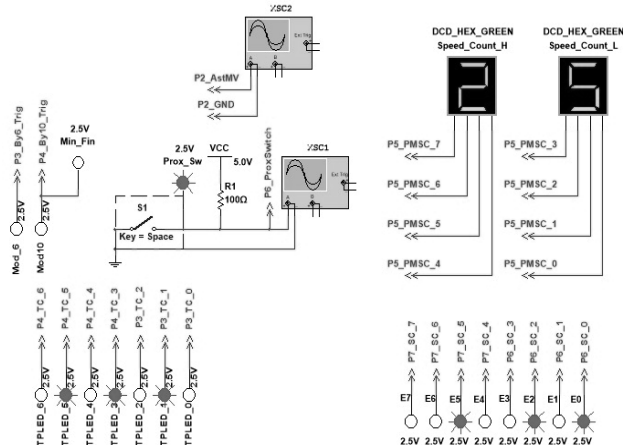 XSC2
Ext Trig
A
B
P2_AstMV
P2_GND
DCD_HEX_GREEN
Speed_Count_H
DCD_HEX_GREEN
Speed_Count_L
2
5
P3_By6_Trig
P4_By10_Trig
2.5V
Min_Fin
2.5V
Mod_6
2.5V
Mod10
2.5V
Prox_Sw
VCC
5.0V
R1
100Ω
P6_ProxSwitch
XSC1
Ext Trig
A
B
S1
Key = Space
P5_PMSC_7
P5_PMSC_6
P5_PMSC_5
P5_PMSC_4
P5_PMSC_3
P5_PMSC_2
P5_PMSC_1
P5_PMSC_0
P4_TC_6
P4_TC_5
P4_TC_4
P4_TC_3
P3_TC_2
P3_TC_1
P3_TC_0
2.5V
2.5V
2.5V
2.5V
2.5V
2.5V
2.5V
TPLED_6
TPLED_5
TPLED_4
TPLED_3
TPLED_2
TPLED_1
TPLED_0
P7_SC_7
P7_SC_6
P7_SC_5
P7_SC_4
P6_SC_3
P6_SC_2
P6_SC_1
P6_SC_0
E7 E6 E5 E4 E3 E2 E1 E0
2.5V 2.5V 2.5V 2.5V 2.5V 2.5V 2.5V 2.5V